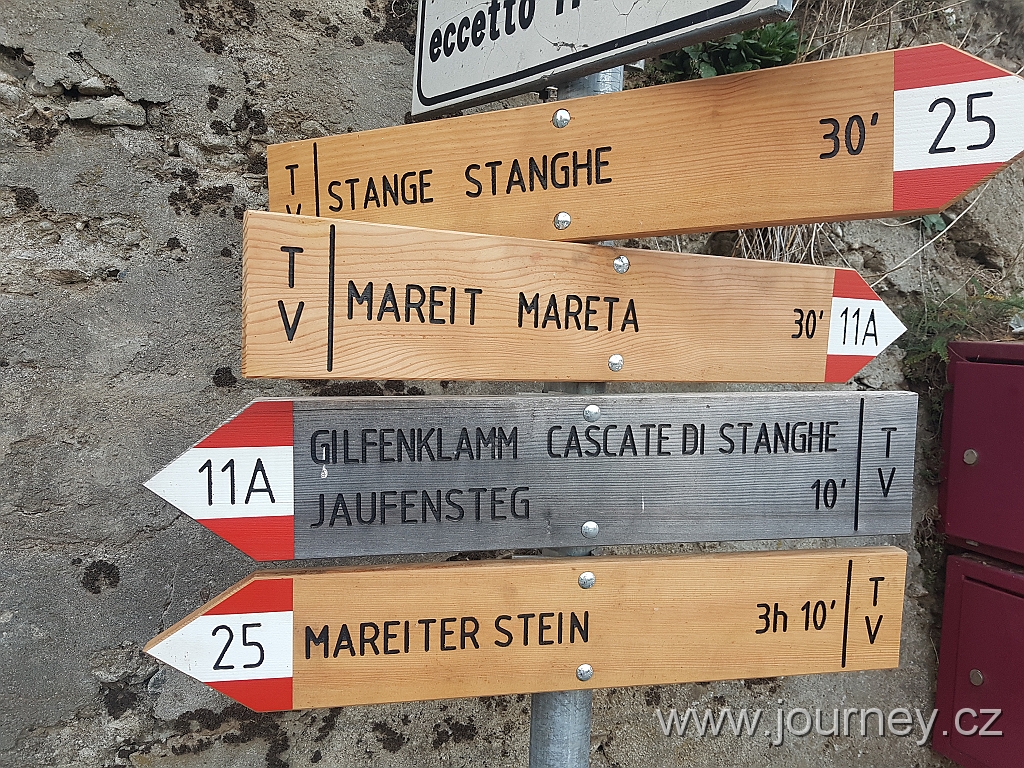 eccetto
T
V
STANGE STANGHE
30'
25
T
V
MAREIT MARETA
30'
11A
11A
GILFENKLAMM CASCATE DI STANGHE
JAUFENSTEG
10'
T
V
25
MAREITER STEIN
3h 10'
T
V
www.journey.cz